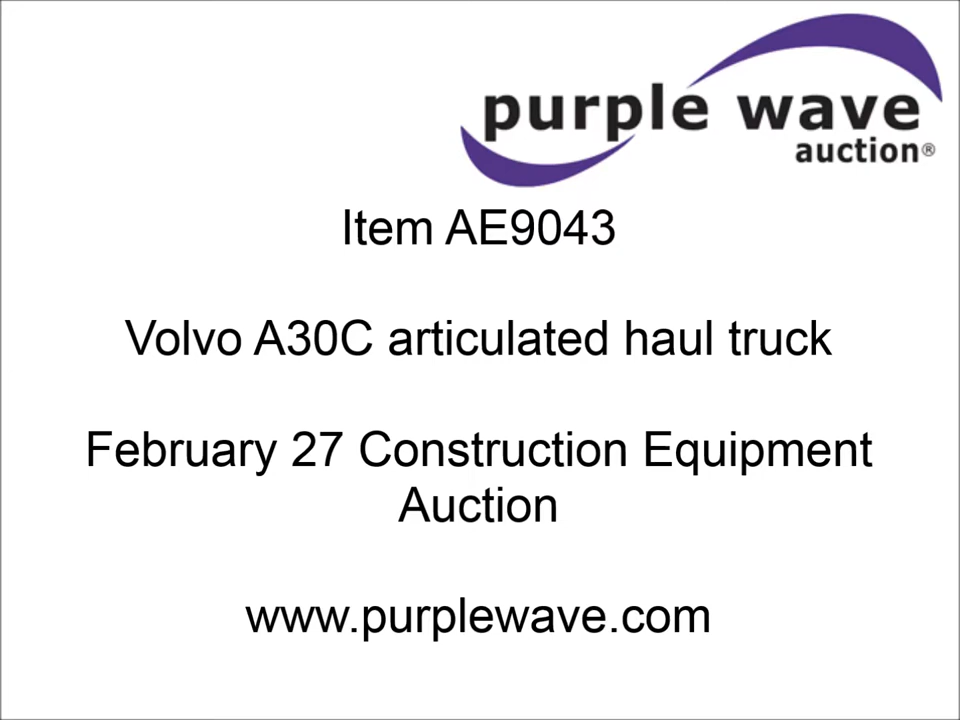 purple wave
auction®
Item AE9043
Volvo A30C articulated haul truck
February 27 Construction Equipment
Auction
www.purplewave.com